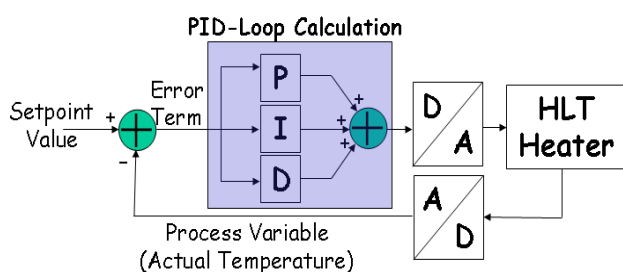 PID-Loop Calculation
Setpoint
Value
+
−
Error
Term
P
I
D
+
+
+
D
A
HLT
Heater
A
D
Process Variable
(Actual Temperature)